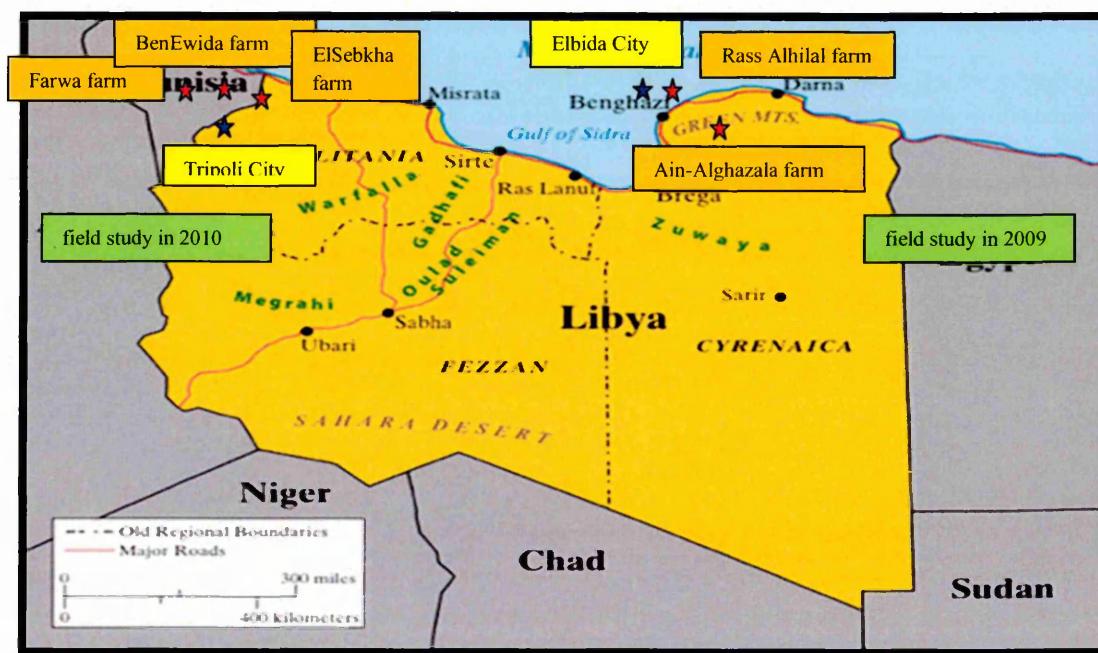 BenEwida farm
Elbida City
ElSebkha
farm
Rass Alhilal farm
Farwa farm
nisia
Darna
Misrata
Benghazi
GREEN MTS.
Gulf of Sidra
Tripoli City
LITANIA
Sirte
Ain-Alghazala farm
Warfalla
Ras Lanuf
Brega
Gadhafi
Zuwaya
field study in 2010
field study in 2009
Oulad
Suleiman
Megrahi
Sarir
Libya
Sabha
Ubari
CYRENAICA
FEZZAN
SAHARA DESERT
Niger
Old Regional Boundaries
Major Roads
Chad
0 300 miles
0 400 kilometers
Sudan